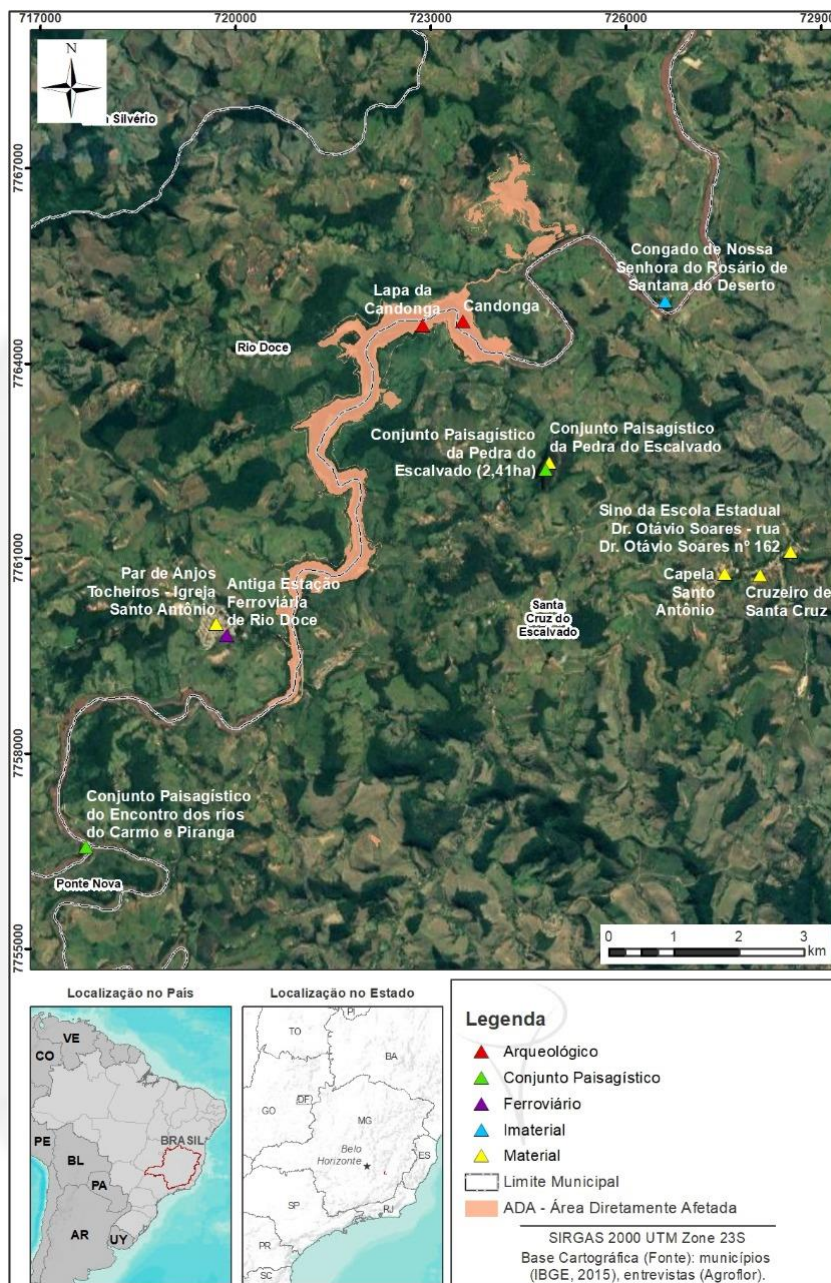 717000 720000 723000 726000 729000
N
Silvério
7767000
Congado de Nossa
Senhora do Rosário de
Santana do Deserto
Lapa da
Candonga
Candonga
Rio Doce
7764000
Conjunto Paisagístico
da Pedra do
Escalvado (2,41ha)
Conjunto Paisagístico
da Pedra do Escalvado
Sino da Escola Estadual
Dr. Otávio Soares - rua
Dr. Otávio Soares nº 162
7761000
Par de Anjos
Tocheiros - Igreja
Santo Antônio
Antiga Estação
Ferroviária
de Rio Doce
Capela
Santo
Antônio
Cruzeiro de
Santa Cruz
Santa
Cruz do
Escalvado
7758000
Conjunto Paisagístico
do Encontro dos rios
do Carmo e Piranga
Ponte Nova
7755000
0 1 2 3
km
Localização no País
VE
CO
PE
BRASIL
BL
PA
AR
UY
Localização no Estado
TO
PI
BA
GO
DF
MG
Belo
Horizonte
ES
SP
RJ
PR
SC
Legenda
Arqueológico
Conjunto Paisagístico
Ferroviário
Imaterial
Material
Limite Municipal
ADA - Área Diretamente Afetada
SIRGAS 2000 UTM Zone 23S
Base Cartográfica (Fonte): municípios
(IBGE, 2015), entrevistas (Agroflor).